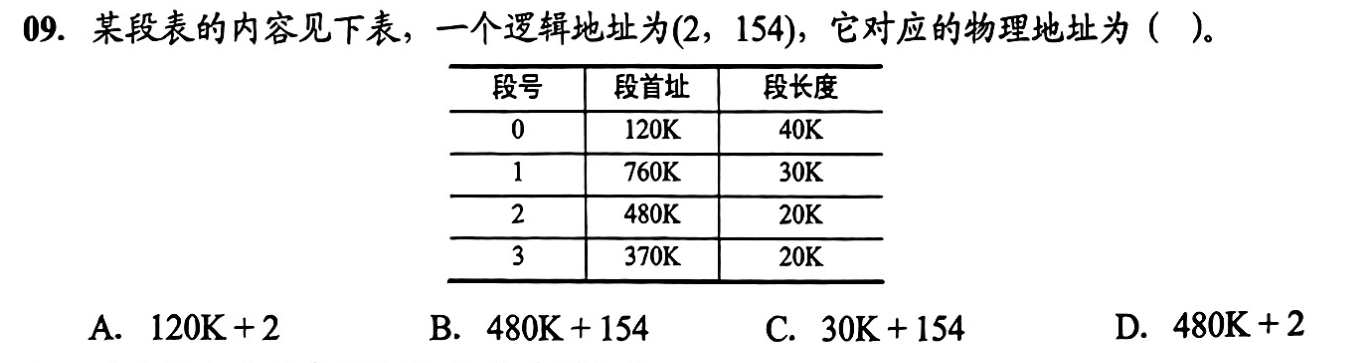 09. 某段表的内容见下表，一个逻辑地址为(2，154)，它对应的物理地址为（ ）。
段号 段首址 段长度
0 120K 40K
1 760K 30K
2 480K 20K
3 370K 20K
A. 120K + 2 B. 480K + 154 C. 30K + 154 D. 480K + 2